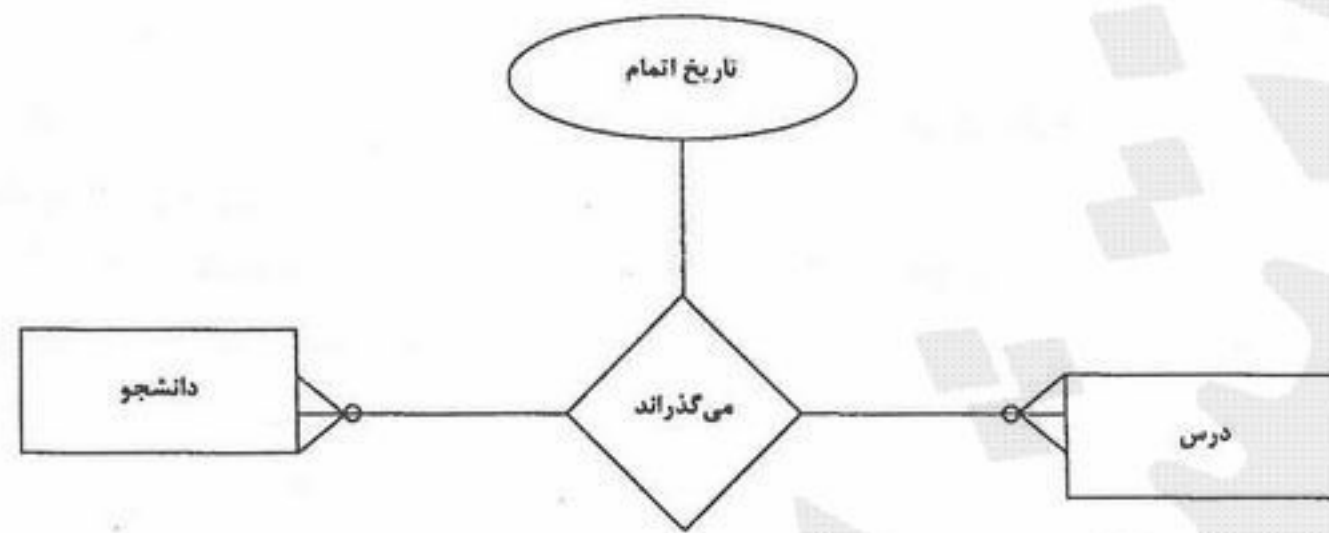 تاریخ اتمام
دانشجو
می‌گذراند
درس